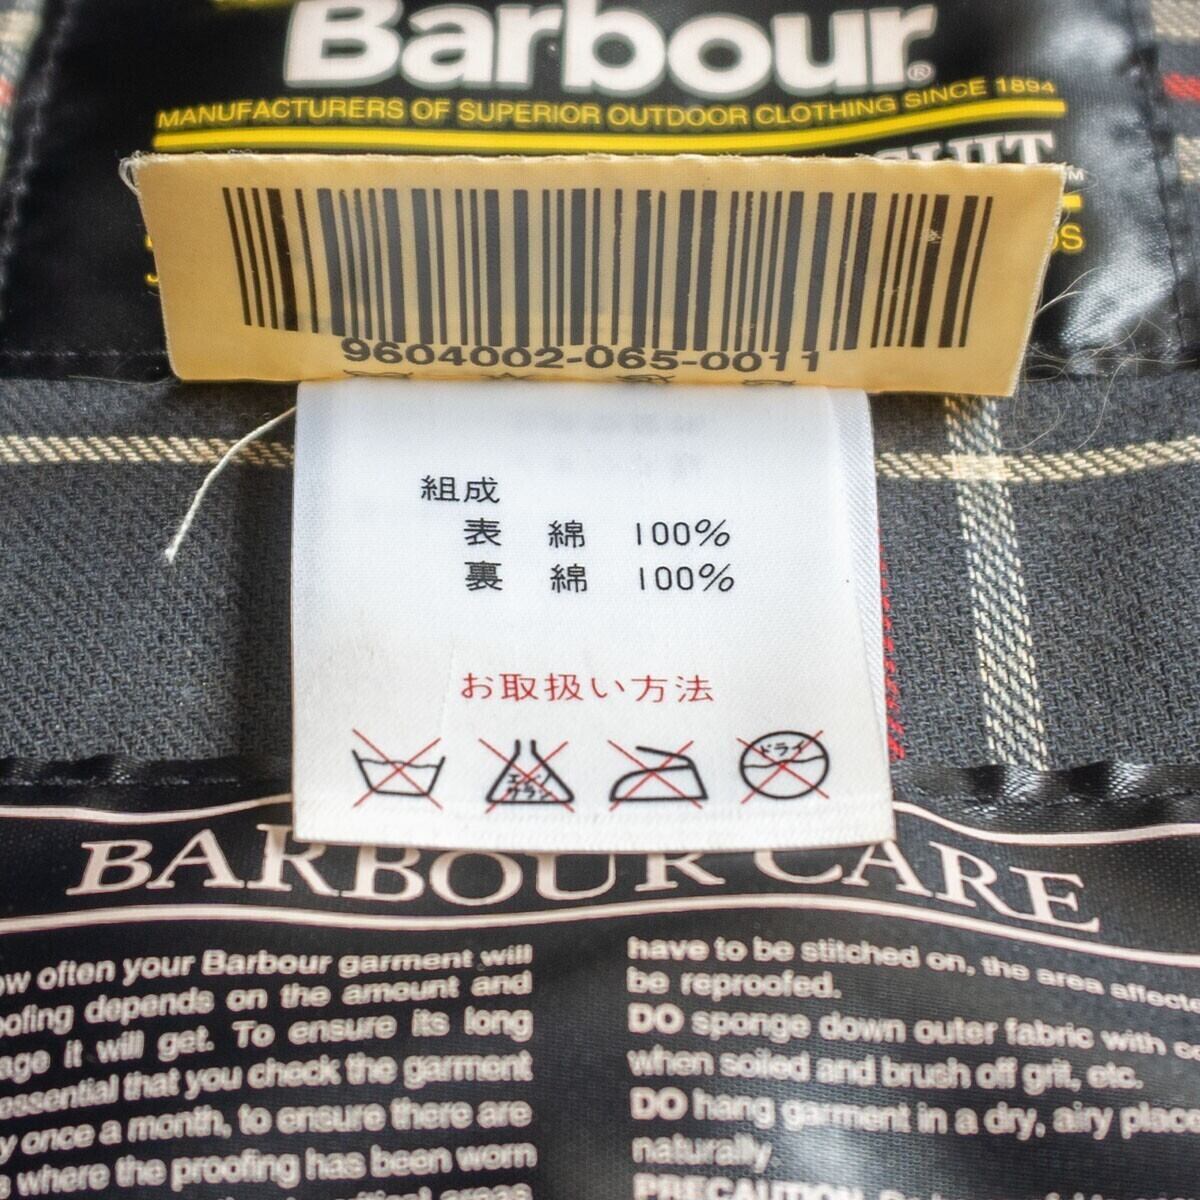 Barbour®
MANUFACTURERS OF SUPERIOR OUTDOOR CLOTHING SINCE 1894
9604002-065-0011
組成
表 綿 100%
裏 綿 100%
お取扱い方法
ドライ
BARBOUR CARE
often your Barbour garment will
depends on the amount and
it will get. To ensure its long
essential that you check the garment
once a month, to ensure there are
where the proofing has been worn
have to be stitched on, the area
be reproofed.
DO sponge down outer fabric with
when soiled and brush off grit, etc.
DO hang garment in a dry, airy place
naturally.
PRECAUTION